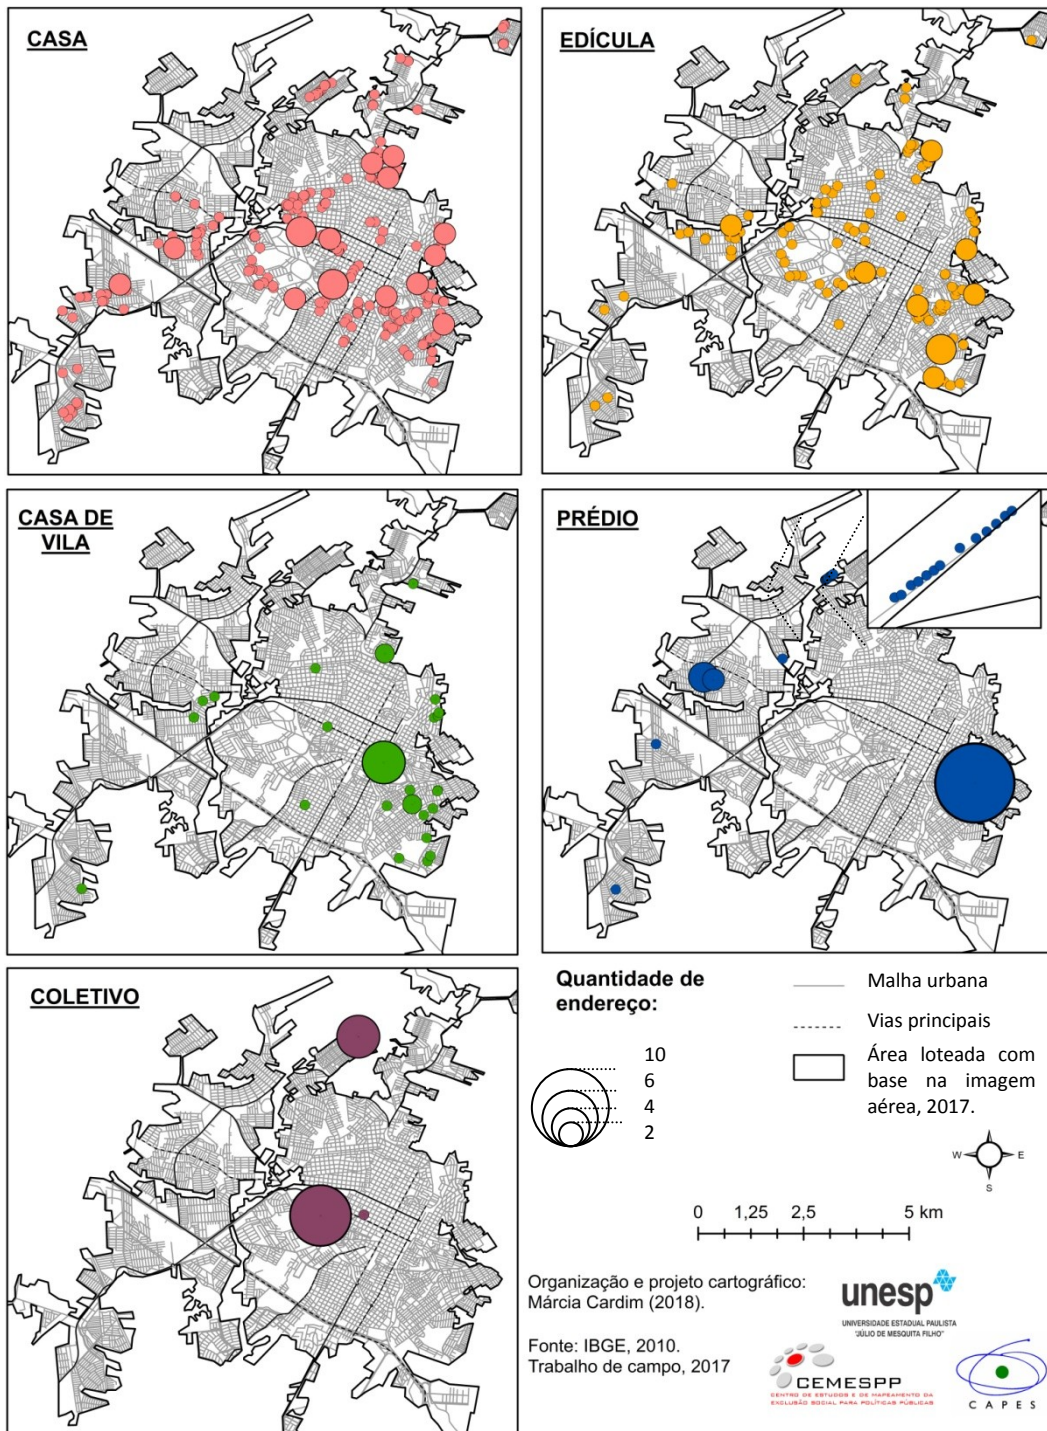 CASA
EDÍCULA
CASA DE
VILA
PRÉDIO
COLETIVO
Quantidade de
endereço:
10
6
4
2
Malha urbana
Vias principais
Área loteada com
base na imagem
aérea, 2017.
W
E
S
0 1,25 2,5 5 km
Organização e projeto cartográfico:
Márcia Cardim (2018).
Fonte: IBGE, 2010.
Trabalho de campo, 2017
unesp
UNIVERSIDADE ESTADUAL PAULISTA
"JÚLIO DE MESQUITA FILHO"
CEMESPP
CENTRO DE ESTUDOS E DE MAPEAMENTO DA
EXCLUSÃO SOCIAL PARA POLÍTICAS PÚBLICAS
CAPES